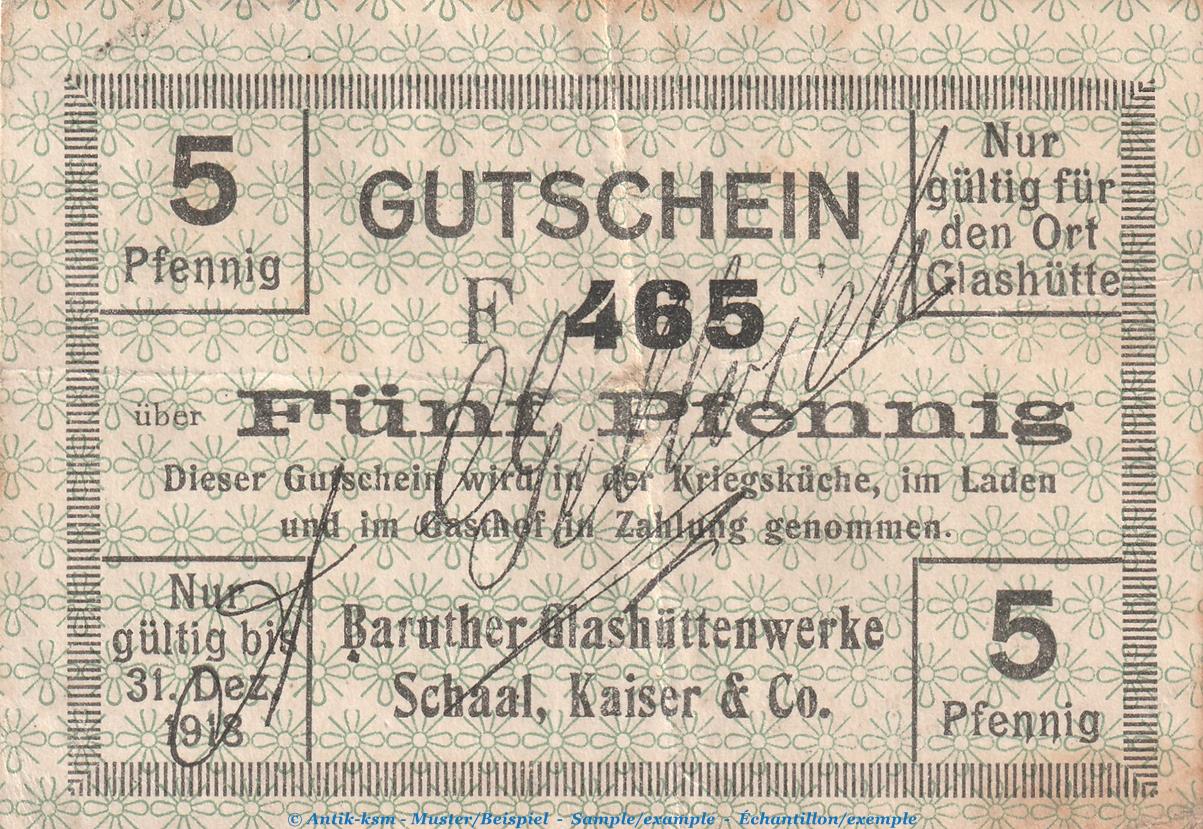 5
Pfennig
GUTSCHEIN
Nur
gültig für
den Ort
Glashütte
F 465
über Fünf Pfennig
Dieser Gutschein wird in der Kriegsküche, im Laden
und im Gasthof in Zahlung genommen.
Nur
gültig bis
31. Dez.
1918
Baruther Glashüttenwerke
Schaal, Kaiser & Co.
5
Pfennig
© Antik-ksm - Muster/Beispiel - Sample/example - Échantillon/exemple